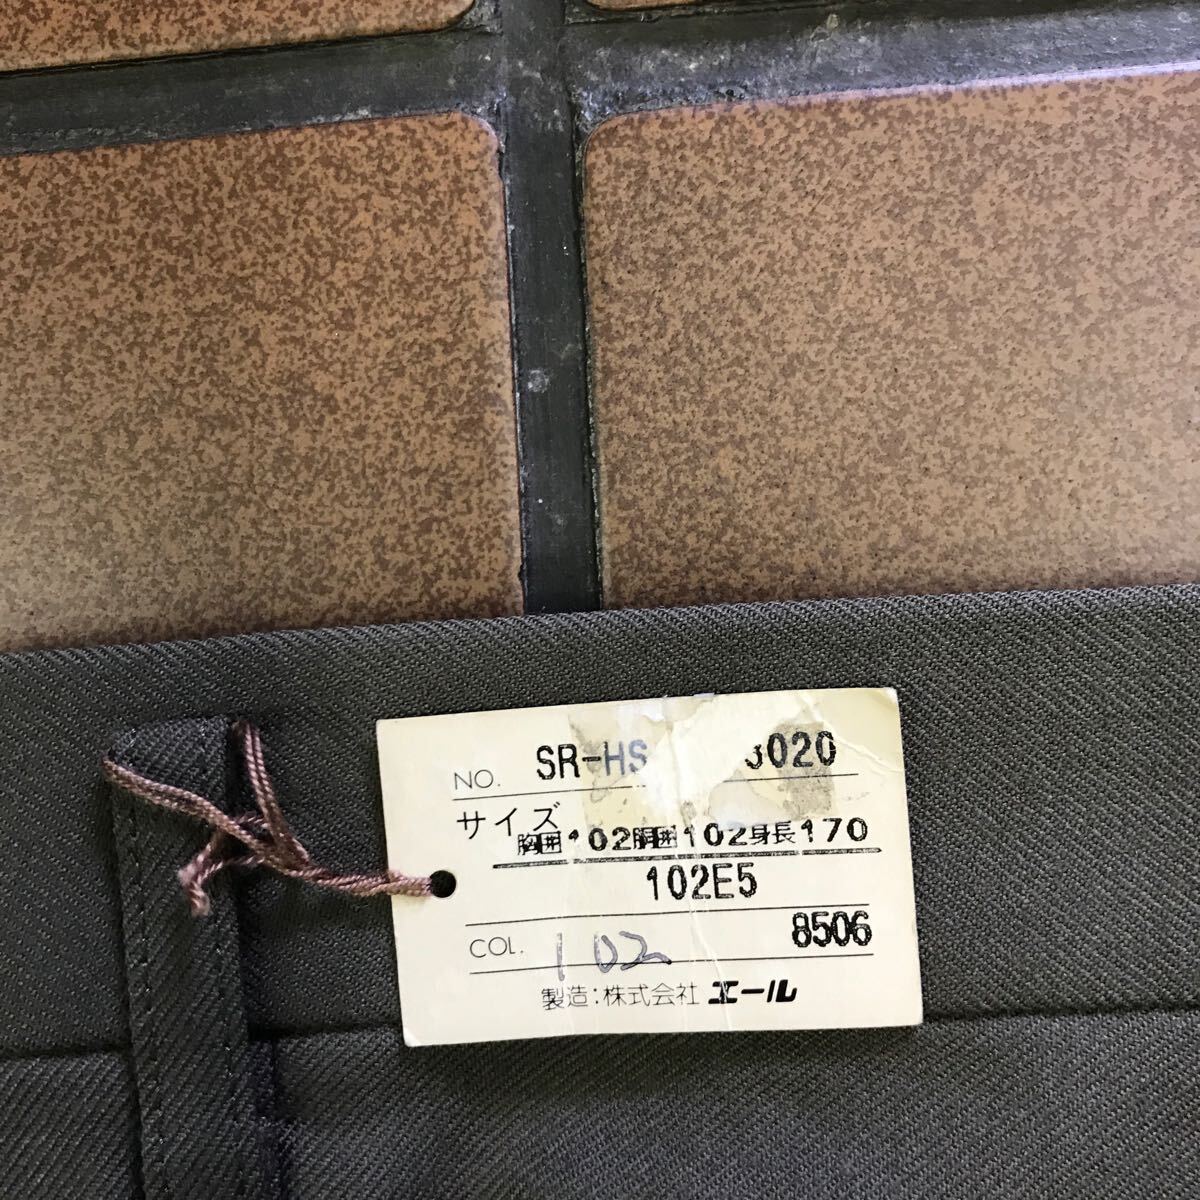 NO. SR-HS 3020
サイズ
胸囲102胴囲102身長170
102E5
COL. 102 8506
製造:株式会社 エール